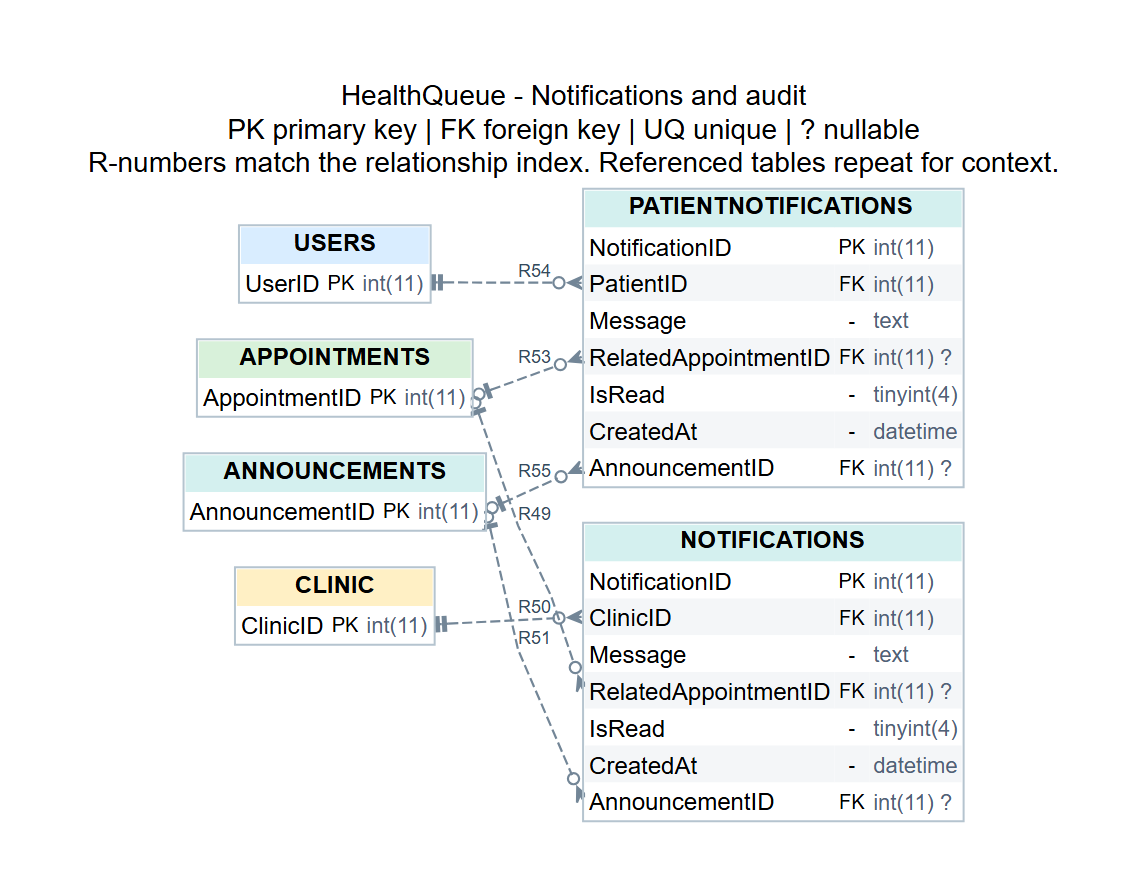 HealthQueue - Notifications and audit
PK primary key | FK foreign key | UQ unique | ? nullable
R-numbers match the relationship index. Referenced tables repeat for context.
USERS
UserID PK int(11)
APPOINTMENTS
AppointmentID PK int(11)
ANNOUNCEMENTS
AnnouncementID PK int(11)
CLINIC
ClinicID PK int(11)
R54
R53
R55
R49
R50
R51
PATIENTNOTIFICATIONS
NotificationID PK int(11)
PatientID FK int(11)
Message - text
RelatedAppointmentID FK int(11) ?
IsRead - tinyint(4)
CreatedAt - datetime
AnnouncementID FK int(11) ?
NOTIFICATIONS
NotificationID PK int(11)
ClinicID FK int(11)
Message - text
RelatedAppointmentID FK int(11) ?
IsRead - tinyint(4)
CreatedAt - datetime
AnnouncementID FK int(11) ?